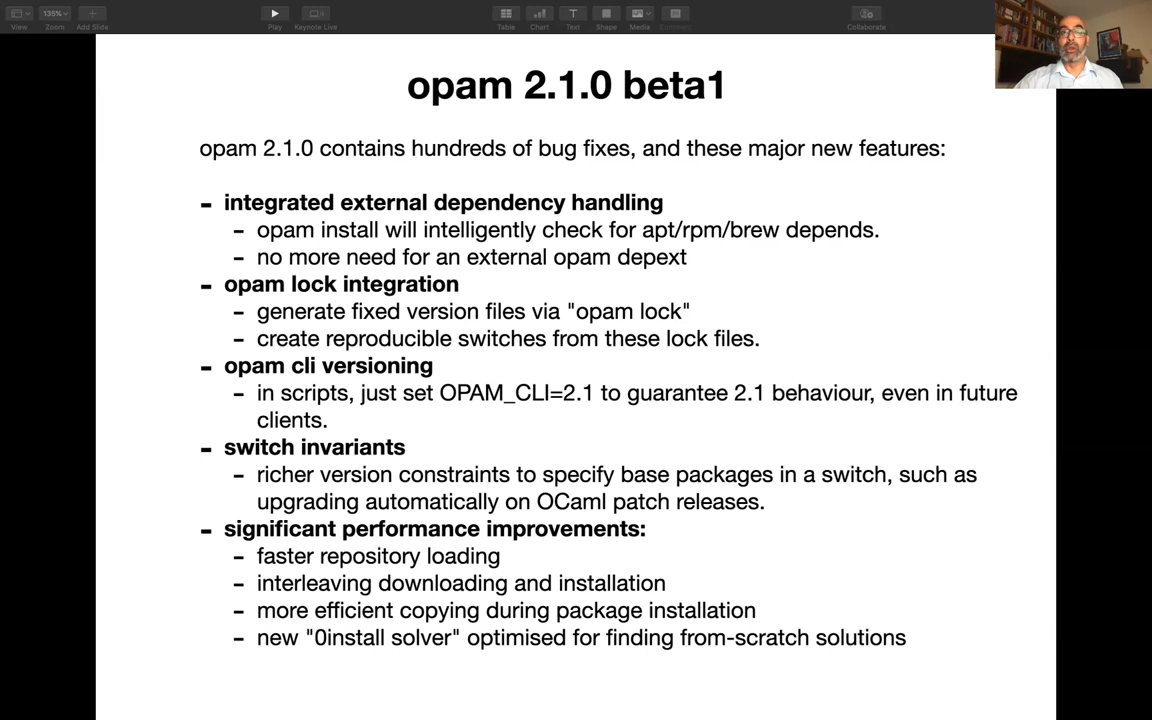 135%
View
Zoom
Add Slide
Play
Keynote Live
Table
Chart
Text
Shape
Media
Comment
Collaborate
opam 2.1.0 beta1
opam 2.1.0 contains hundreds of bug fixes, and these major new features:
- integrated external dependency handling
- opam install will intelligently check for apt/rpm/brew depends.
- no more need for an external opam depext
- opam lock integration
- generate fixed version files via "opam lock"
- create reproducible switches from these lock files.
- opam cli versioning
- in scripts, just set OPAM_CLI=2.1 to guarantee 2.1 behaviour, even in future
clients.
- switch invariants
- richer version constraints to specify base packages in a switch, such as
upgrading automatically on OCaml patch releases.
- significant performance improvements:
- faster repository loading
- interleaving downloading and installation
- more efficient copying during package installation
- new "0install solver" optimised for finding from-scratch solutions